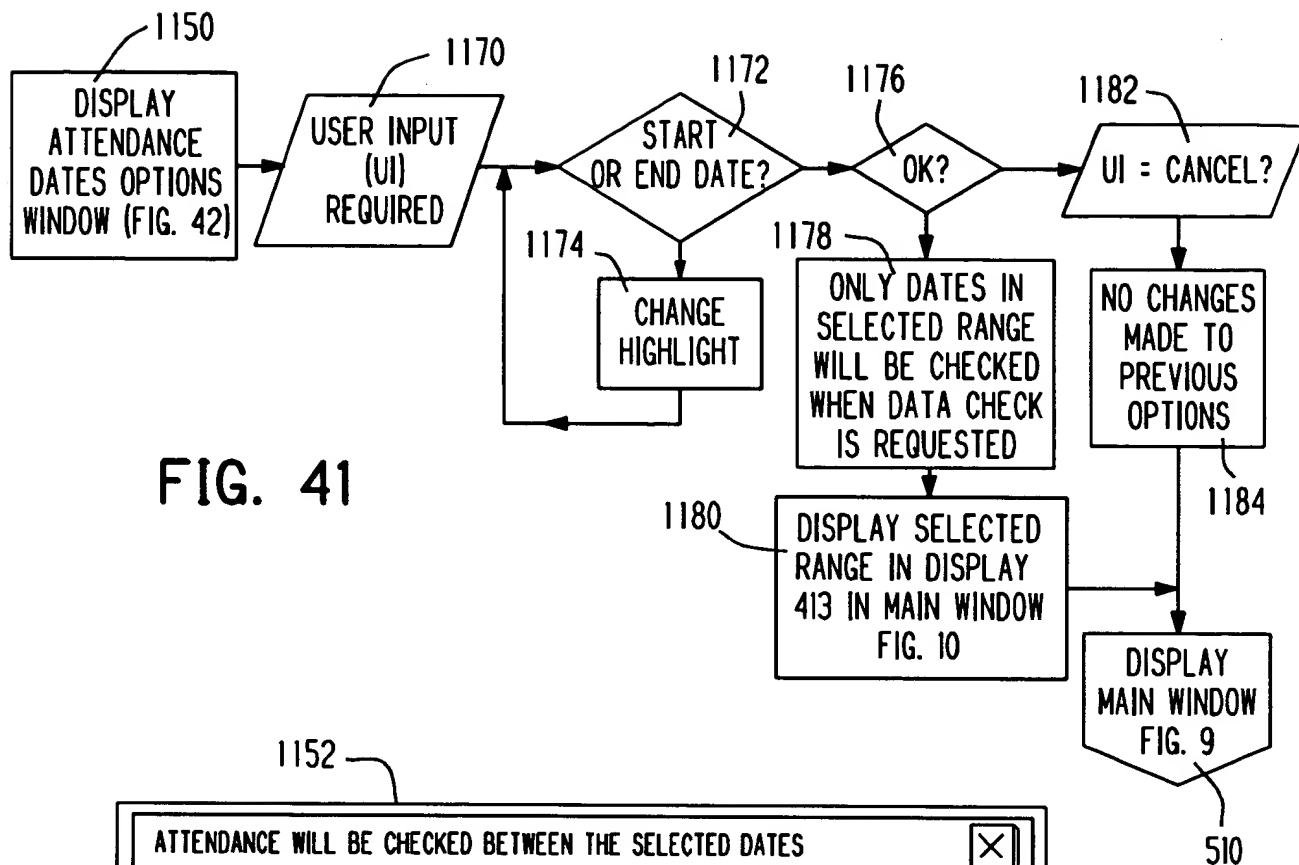 1150
DISPLAY
ATTENDANCE
DATES OPTIONS
WINDOW (FIG. 42)
1170
USER INPUT
(UI)
REQUIRED
1172
START
OR END DATE?
1174
CHANGE
HIGHLIGHT
1176
OK?
1178
ONLY DATES IN
SELECTED RANGE
WILL BE CHECKED
WHEN DATA CHECK
IS REQUESTED
1180
DISPLAY SELECTED
RANGE IN DISPLAY
413 IN MAIN WINDOW
FIG. 10
1182
UI = CANCEL?
NO CHANGES
MADE TO
PREVIOUS
OPTIONS
1184
DISPLAY
MAIN WINDOW
FIG. 9
510
FIG. 41
1152
ATTENDANCE WILL BE CHECKED BETWEEN THE SELECTED DATES
X